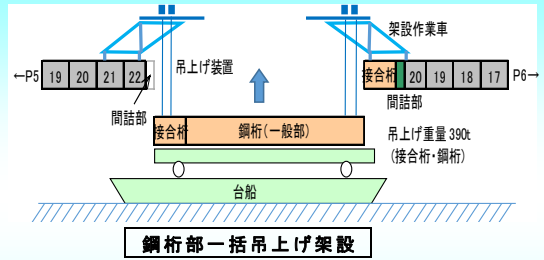 架設作業車
吊上げ装置
←P5 19 20 21 22
接合桁 20 19 18 17 P6→
間詰部
間詰部
接合桁 鋼桁(一般部)
吊上げ重量 390t
(接合桁・鋼桁)
台船
鋼桁部一括吊上げ架設